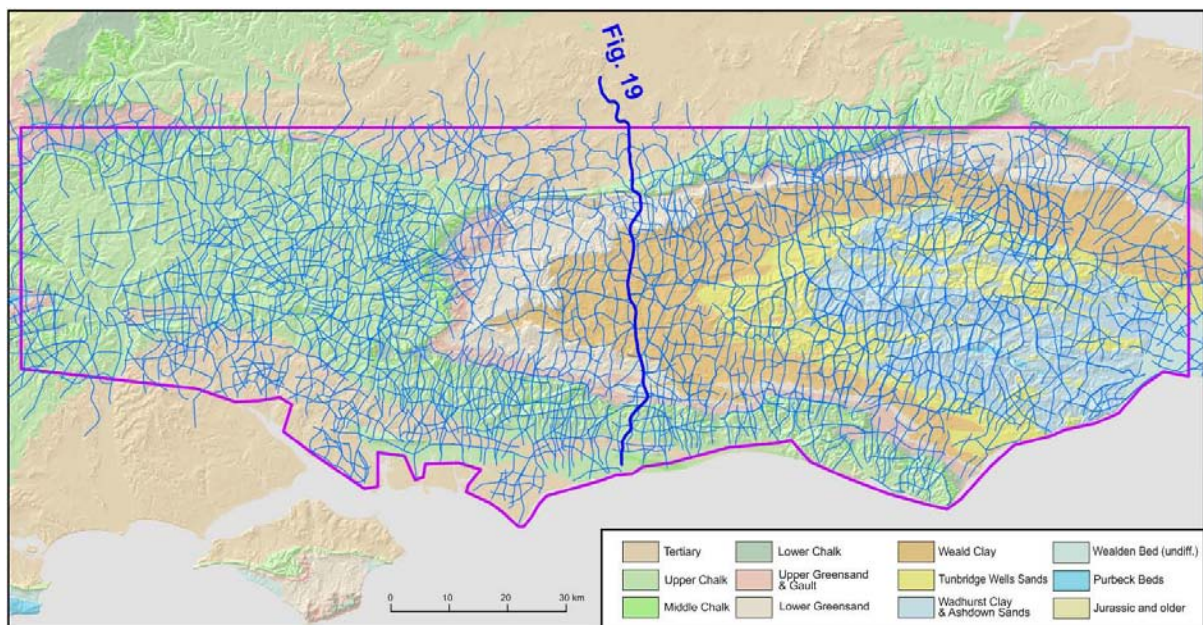 Fig. 19
0 10 20 30 km
Tertiary
Upper Chalk
Middle Chalk
Lower Chalk
Upper Greensand
& Gault
Lower Greensand
Weald Clay
Tunbridge Wells Sands
Wadhurst Clay
& Ashdown Sands
Wealden Bed (undiff.)
Purbeck Beds
Jurassic and older